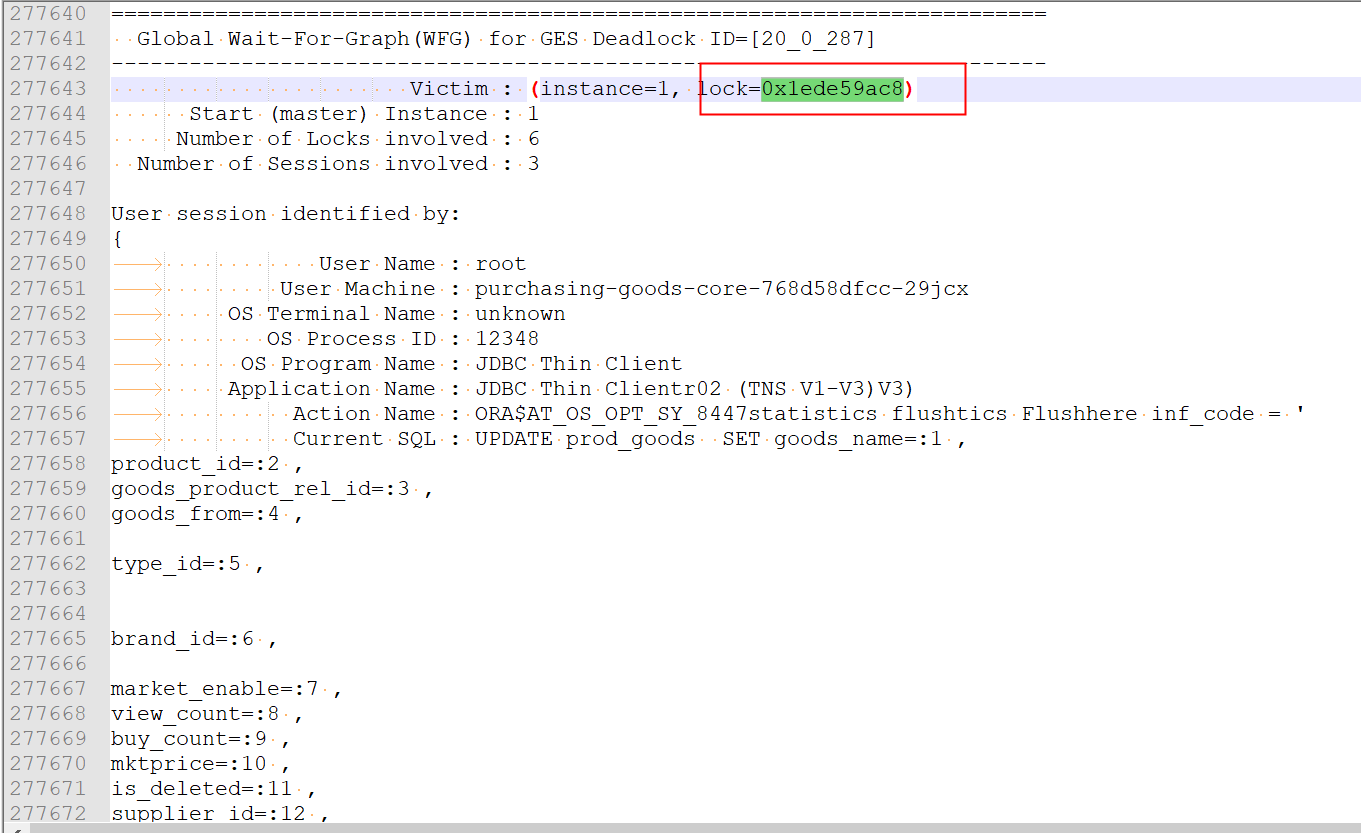 277640 ========================================================================
277641 Global Wait-For-Graph(WFG) for GES Deadlock ID=[20_0_287]
277642 ------------------------------------------------------------------------
277643 Victim : (instance=1, lock=0x1ede59ac8)
277644 Start (master) Instance : 1
277645 Number of Locks involved : 6
277646 Number of Sessions involved : 3
277647
277648 User session identified by:
277649 {
277650 User Name : root
277651 User Machine : purchasing-goods-core-768d58dfcc-29jcx
277652 OS Terminal Name : unknown
277653 OS Process ID : 12348
277654 OS Program Name : JDBC Thin Client
277655 Application Name : JDBC Thin Clientr02 (TNS V1-V3)V3)
277656 Action Name : ORA$AT_OS_OPT_SY_8447statistics flushtics Flushhere inf_code = '
277657 Current SQL : UPDATE prod_goods  SET goods_name=:1 ,
277658 product_id=:2 ,
277659 goods_product_rel_id=:3 ,
277660 goods_from=:4 ,
277661
277662 type_id=:5 ,
277663
277664
277665 brand_id=:6 ,
277666
277667 market_enable=:7 ,
277668 view_count=:8 ,
277669 buy_count=:9 ,
277670 mktprice=:10 ,
277671 is_deleted=:11 ,
277672 supplier_id=:12 ,